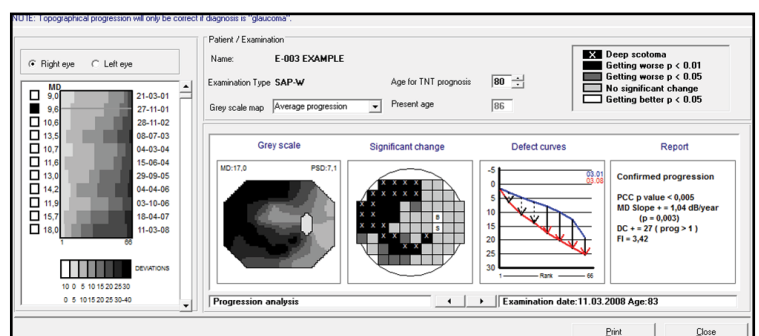 NOTE: Topographical progression will only be correct if diagnosis is "glaucoma".
Right eye Left eye
MD
9,0 21-03-01
9,6 27-11-01
10,6 28-11-02
13,5 08-07-03
10,7 04-03-04
11,6 15-06-04
13,0 29-09-05
14,2 04-04-06
11,9 03-10-06
15,7 18-04-07
18,0 11-03-08
1 66
DEVIATIONS
10 0 5 10 15 20 25 30
0 5 10 15 20 25 30-40
Patient / Examination
Name: E-003 EXAMPLE
Examination Type SAP-W
Age for TNT prognosis 80
Grey scale map Average progression
Present age 86
X Deep scotoma
Getting worse p < 0.01
Getting worse p < 0.05
No significant change
Getting better p < 0.05
Grey scale
MD:17,0 PSD:7,1
Significant change
X X X X
X X X X X
X X X
X
X
X
B
S
X
X X
Defect curves
-5
0
5
10
15
20
25
30
03.01
03.08
1 Rank 66
Report
Confirmed progression
PCC p value < 0,005
MD Slope + = 1,04 dB/year
(p = 0,003)
DC + = 27 ( prog > 1 )
FI = 3,42
Progression analysis
Examination date:11.03.2008 Age:83
Print Close